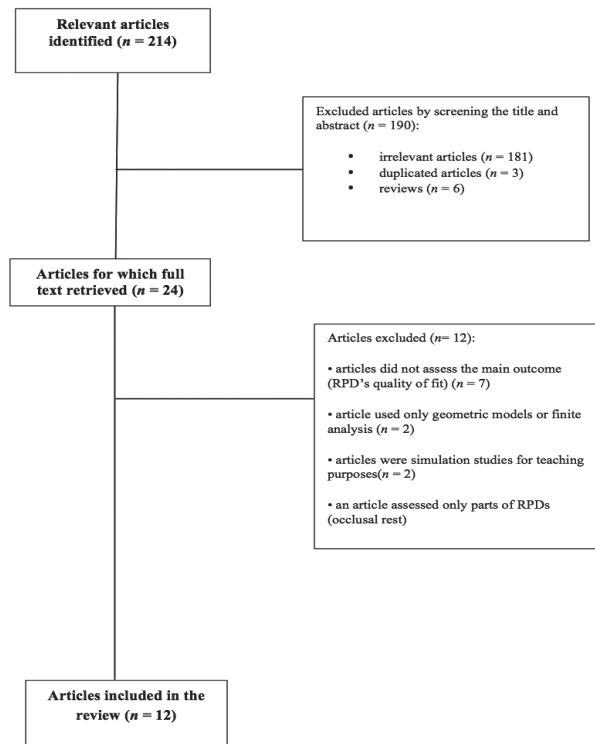 Relevant articles
identified (n = 214)
Excluded articles by screening the title and
abstract (n = 190):
• irrelevant articles (n = 181)
• duplicated articles (n = 3)
• reviews (n = 6)
Articles for which full
text retrieved (n = 24)
Articles excluded (n= 12):
• articles did not assess the main outcome
(RPD's quality of fit) (n = 7)
• article used only geometric models or finite
analysis (n = 2)
• articles were simulation studies for teaching
purposes(n = 2)
• an article assessed only parts of RPDs
(occlusal rest)
Articles included in the
review (n = 12)